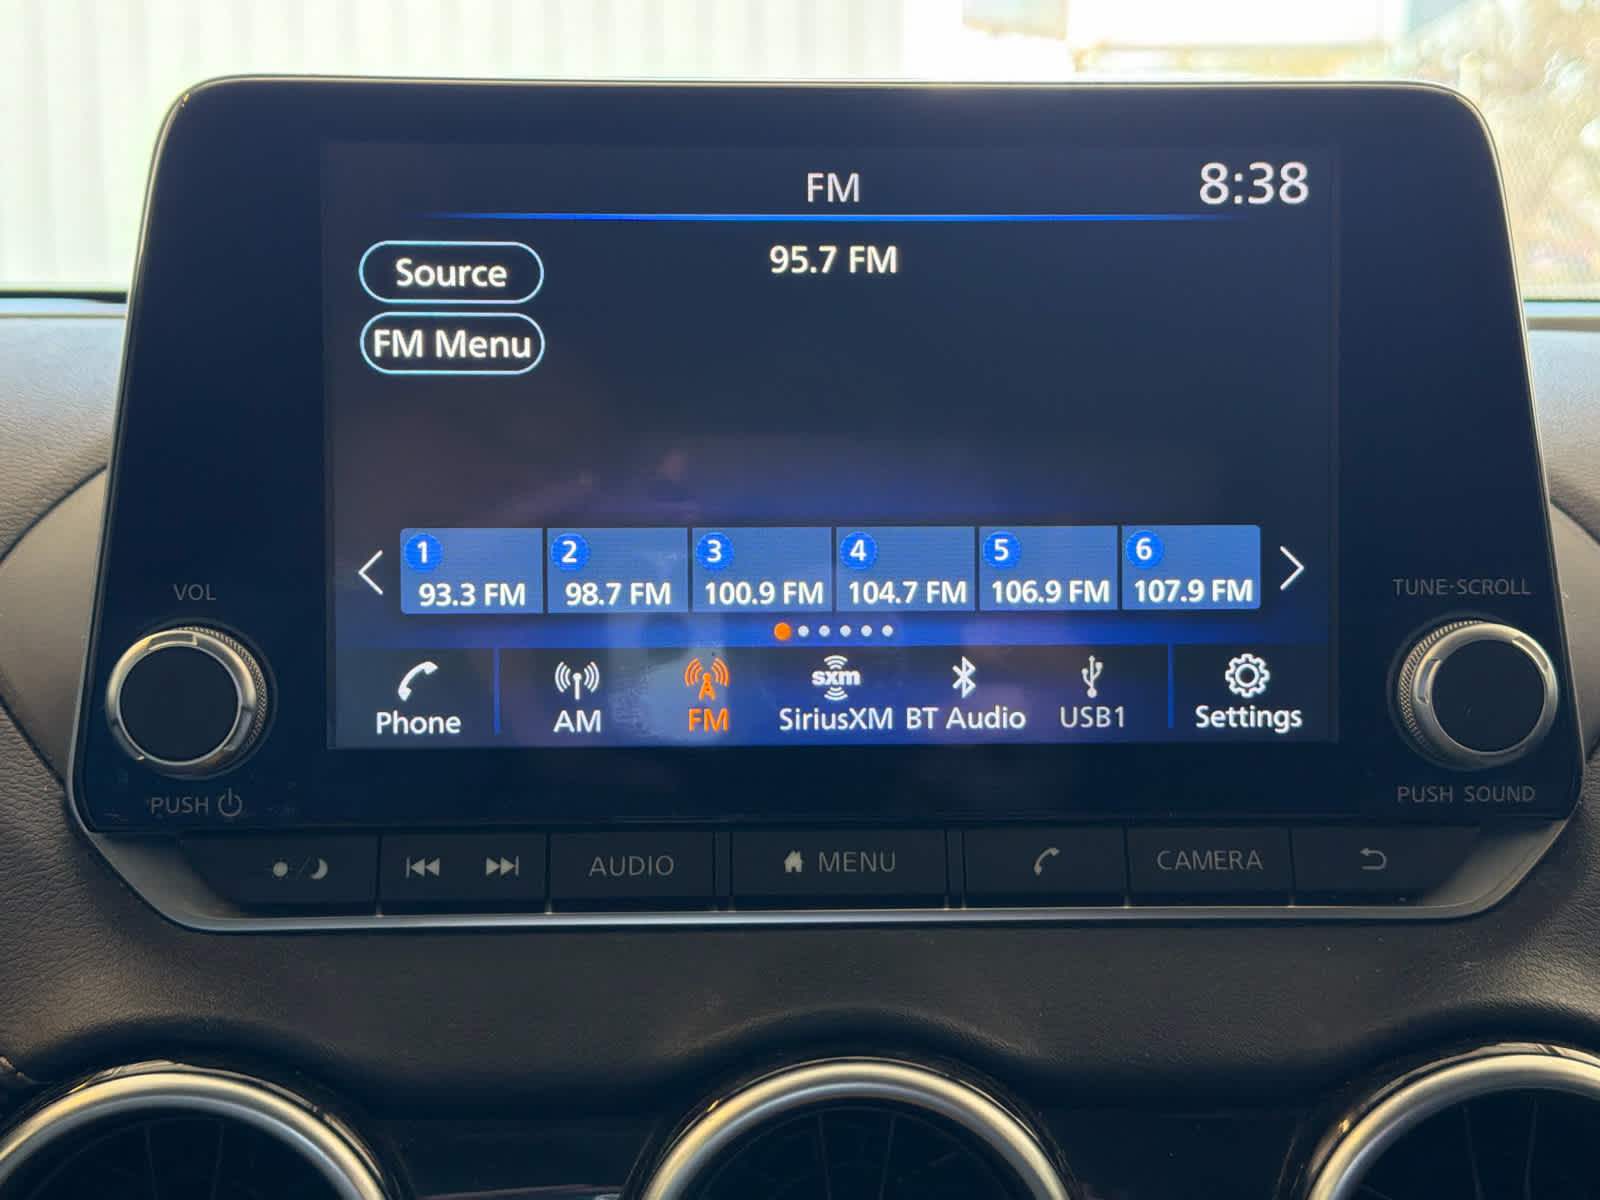 FM
8:38
95.7 FM
Source
FM Menu
1
93.3 FM
2
98.7 FM
3
100.9 FM
4
104.7 FM
5
106.9 FM
6
107.9 FM
Phone
AM
FM
sxm
SiriusXM
BT Audio
USB1
Settings
VOL
PUSH
TUNE·SCROLL
PUSH SOUND
AUDIO
MENU
CAMERA